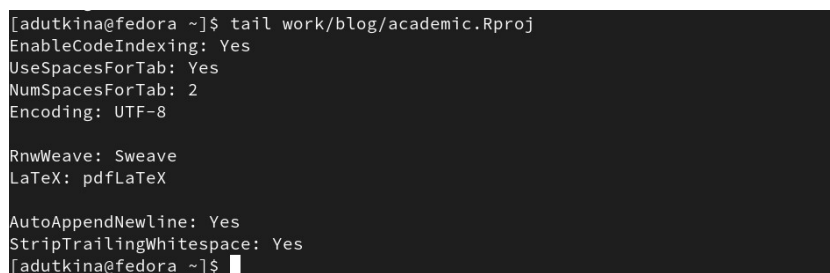 [adutkina@fedora ~]$ tail work/blog/academic.Rproj
EnableCodeIndexing: Yes
UseSpacesForTab: Yes
NumSpacesForTab: 2
Encoding: UTF-8

RnwWeave: Sweave
LaTeX: pdfLaTeX

AutoAppendNewline: Yes
StripTrailingWhitespace: Yes
[adutkina@fedora ~]$